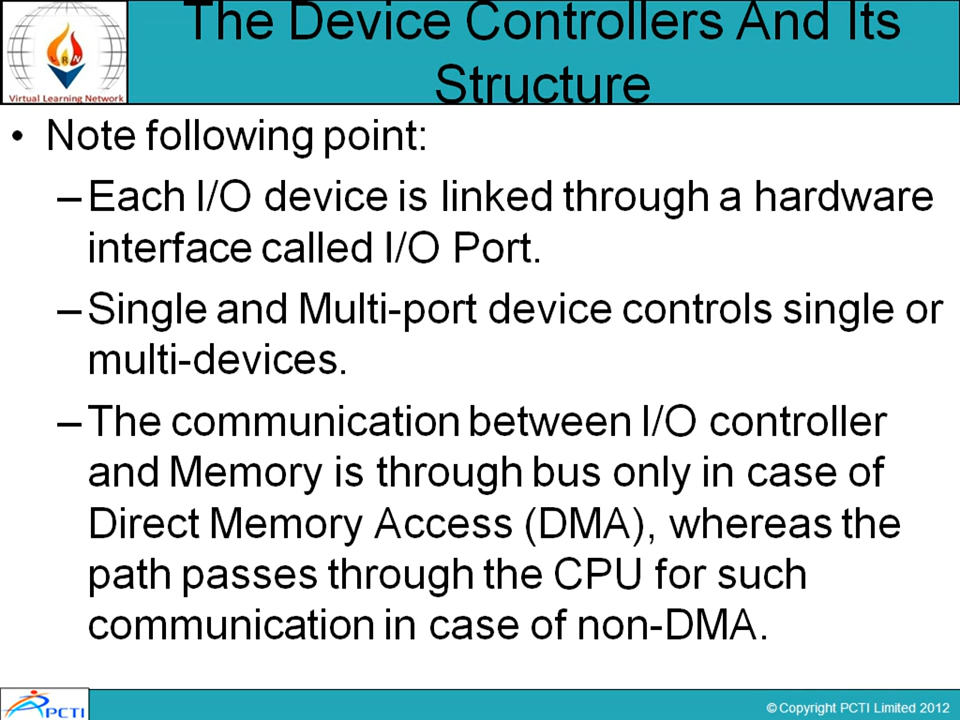 The Device Controllers And Its
Structure
RN
Virtual Learning Network
• Note following point:
–Each I/O device is linked through a hardware
interface called I/O Port.
–Single and Multi-port device controls single or
multi-devices.
–The communication between I/O controller
and Memory is through bus only in case of
Direct Memory Access (DMA), whereas the
path passes through the CPU for such
communication in case of non-DMA.
PCTI
© Copyright PCTI Limited 2012